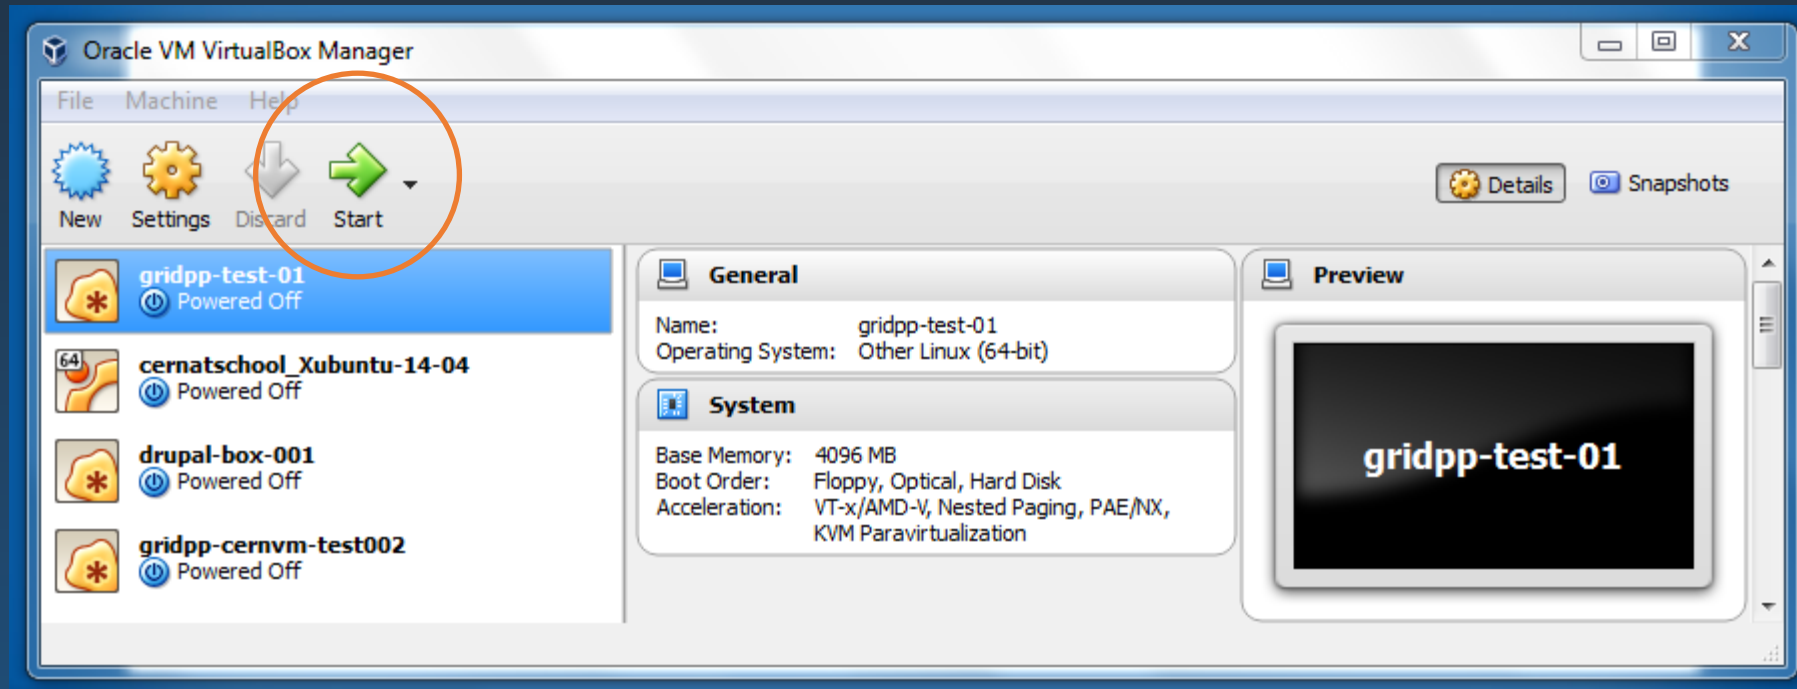 Oracle VM VirtualBox Manager
File Machine Help
New Settings Discard Start
Details Snapshots
gridpp-test-01
Powered Off
64
cernatschool_Xubuntu-14-04
Powered Off
drupal-box-001
Powered Off
gridpp-cernvm-test002
Powered Off
General
Name: gridpp-test-01
Operating System: Other Linux (64-bit)
System
Base Memory: 4096 MB
Boot Order: Floppy, Optical, Hard Disk
Acceleration: VT-x/AMD-V, Nested Paging, PAE/NX,
KVM Paravirtualization
Preview
gridpp-test-01